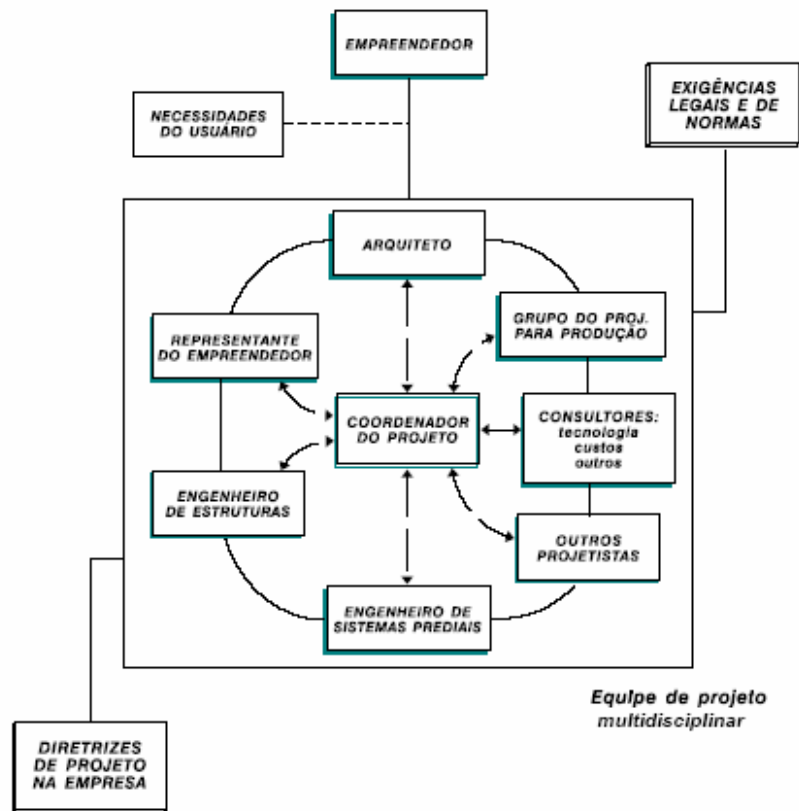 EMPREENDEDOR
NECESSIDADES
DO USUÁRIO
EXIGÊNCIAS
LEGAIS E DE
NORMAS
ARQUITETO
REPRESENTANTE
DO EMPREENDEDOR
GRUPO DO PROJ.
PARA PRODUÇÃO
COORDENADOR
DO PROJETO
CONSULTORES:
tecnologia
custos
outros
ENGENHEIRO
DE ESTRUTURAS
OUTROS
PROJETISTAS
ENGENHEIRO DE
SISTEMAS PREDIAIS
Equipe de projeto
multidisciplinar
DIRETRIZES
DE PROJETO
NA EMPRESA